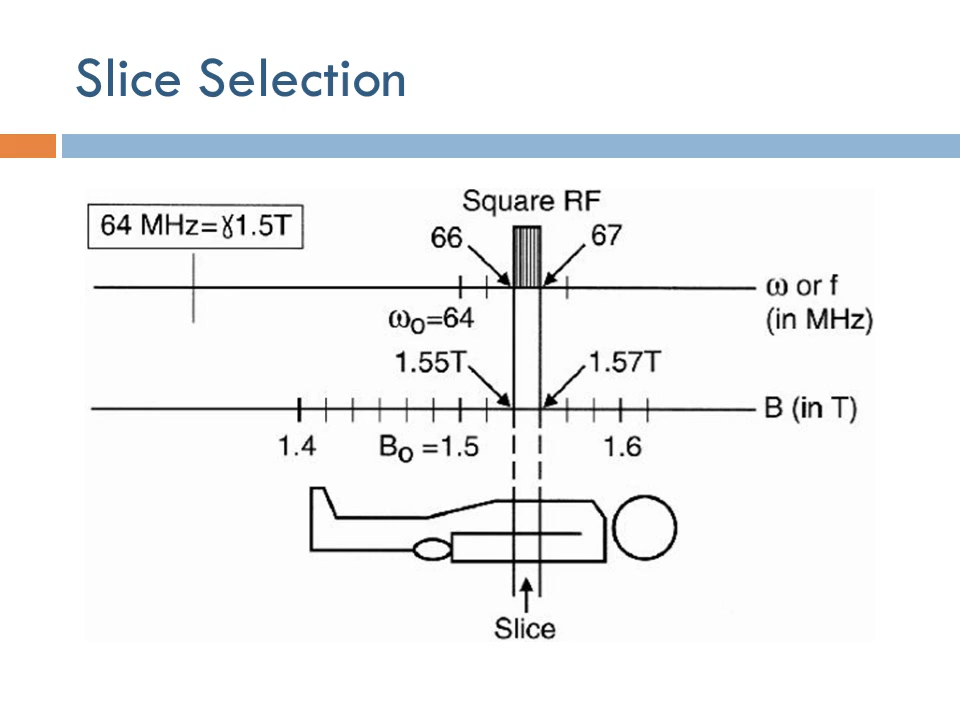 Slice Selection
Square RF
64 MHz=ɣ1.5T
66
67
ω or f
(in MHz)
ω₀=64
1.55T
1.57T
B (in T)
1.4
B₀ =1.5
1.6
Slice